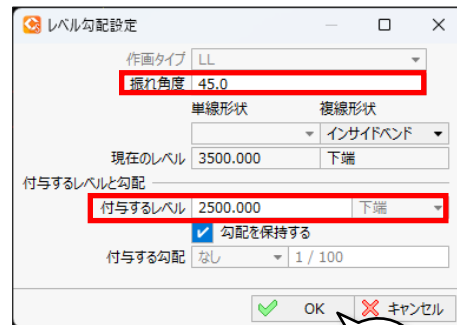 レベル勾配設定
作画タイプ LL
振れ角度 45.0
単線形状 複線形状
インサイドベンド
現在のレベル 3500.000 下端
付与するレベルと勾配
付与するレベル 2500.000 下端
勾配を保持する
付与する勾配 なし 1 / 100
OK キャンセル